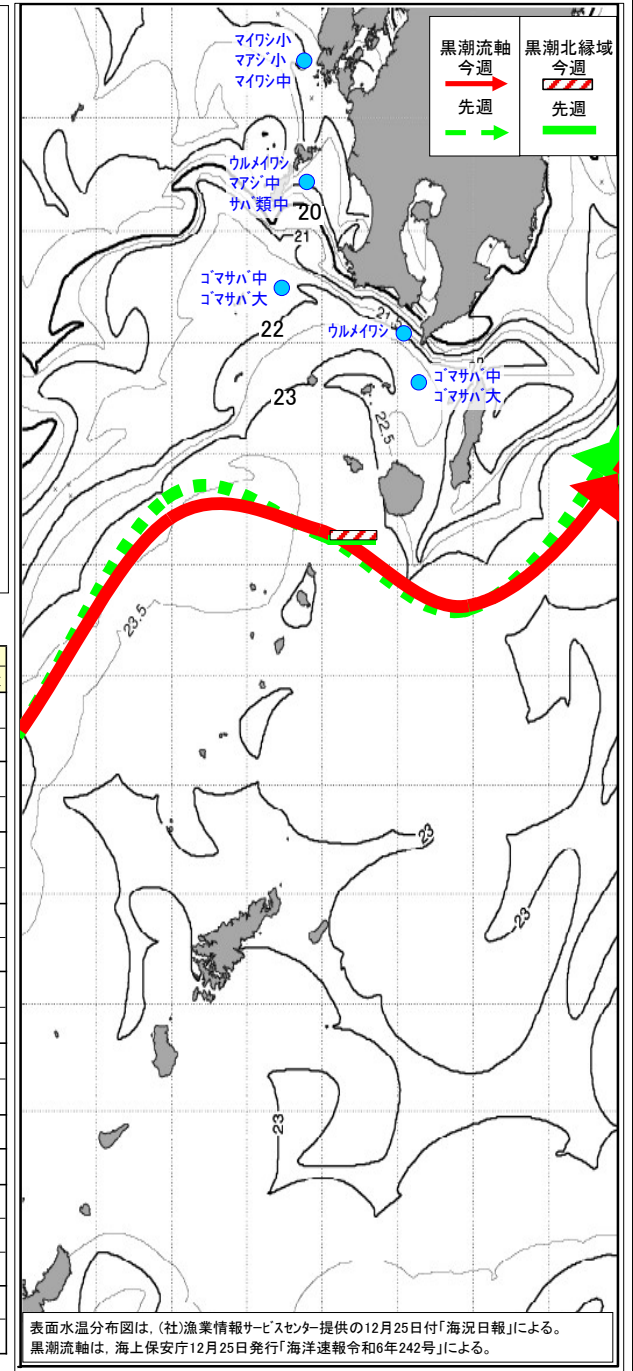 黒潮流軸
今週
先週
黒潮北縁域
今週
先週
マイワシ小
マアジ小
マイワシ中
ウルメイワシ
マアジ中
サバ類中
20
21
ゴマサバ中
ゴマサバ大
21.5
22
ウルメイワシ
ゴマサバ中
ゴマサバ大
23
22.5
23.5
23
23
23
表面水温分布図は，(社)漁業情報サービスセンター提供の12月25日付「海況日報」による。
黒潮流軸は，海上保安庁12月25日発行「海洋速報令和6年242号」による。